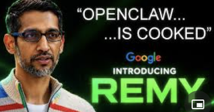 "OPENCLAW...
...IS COOKED"
Google
INTRODUCING
REMY